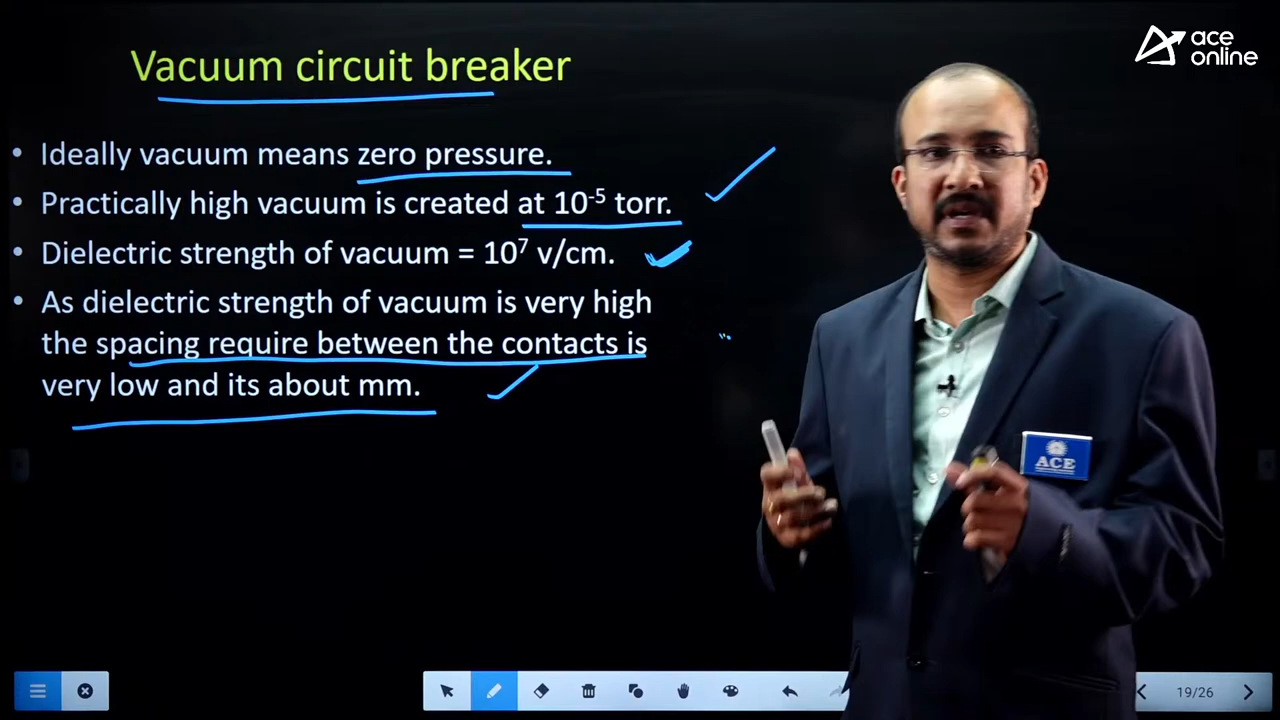 ace
online
Vacuum circuit breaker
• Ideally vacuum means zero pressure.
• Practically high vacuum is created at 10⁻⁵ torr.
• Dielectric strength of vacuum = 10⁷ v/cm.
• As dielectric strength of vacuum is very high
the spacing require between the contacts is
very low and its about mm.
ACE
19/26